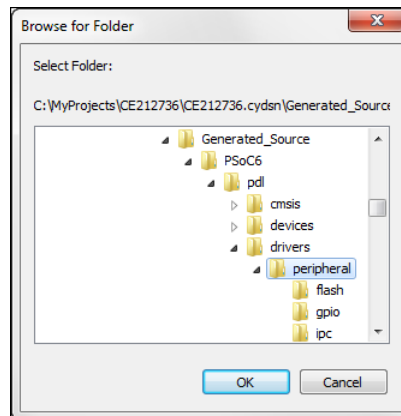 Browse for Folder
Select Folder:
C:\MyProjects\CE212736\CE212736.cydsn\Generated_Source
Generated_Source
PSoC6
pdl
cmsis
devices
drivers
peripheral
flash
gpio
ipc
OK Cancel